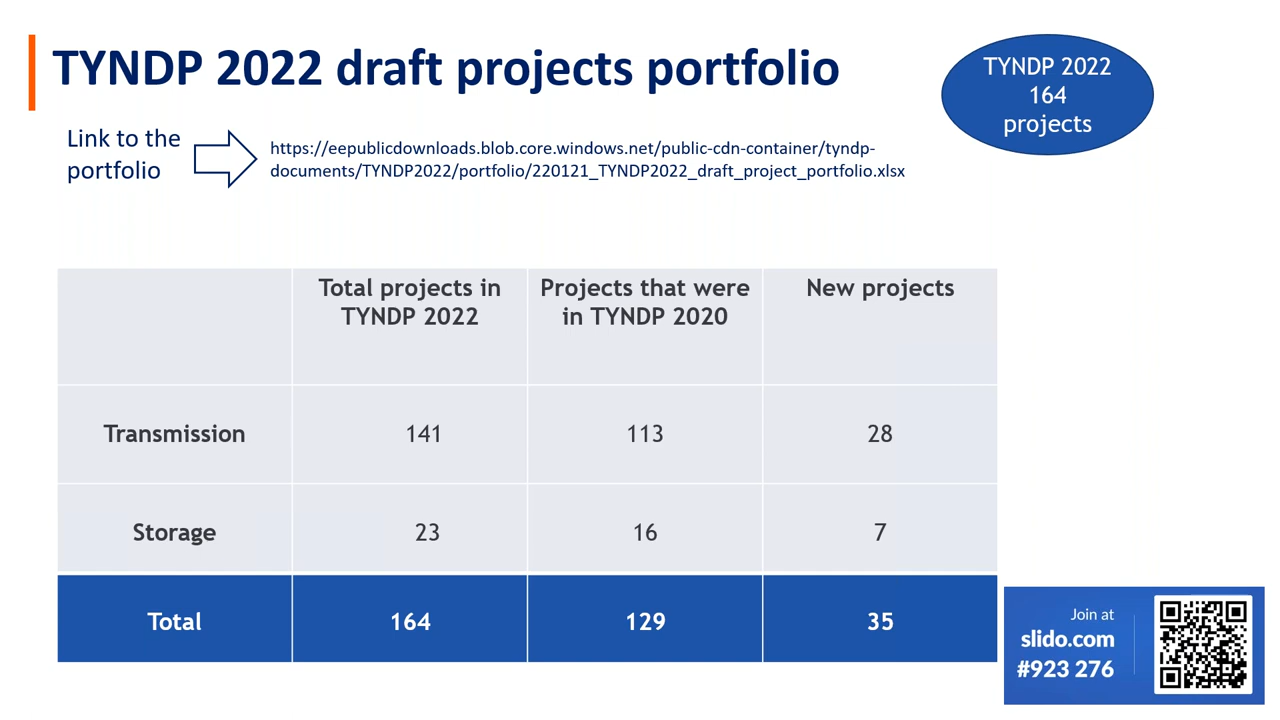 TYNDP 2022 draft projects portfolio
TYNDP 2022
164
projects
Link to the
portfolio
https://eepublicdownloads.blob.core.windows.net/public-cdn-container/tyndp-
documents/TYNDP2022/portfolio/220121_TYNDP2022_draft_project_portfolio.xlsx
Total projects in
TYNDP 2022
Projects that were
in TYNDP 2020
New projects
Transmission 141 113 28
Storage 23 16 7
Total 164 129 35
Join at
slido.com
#923 276